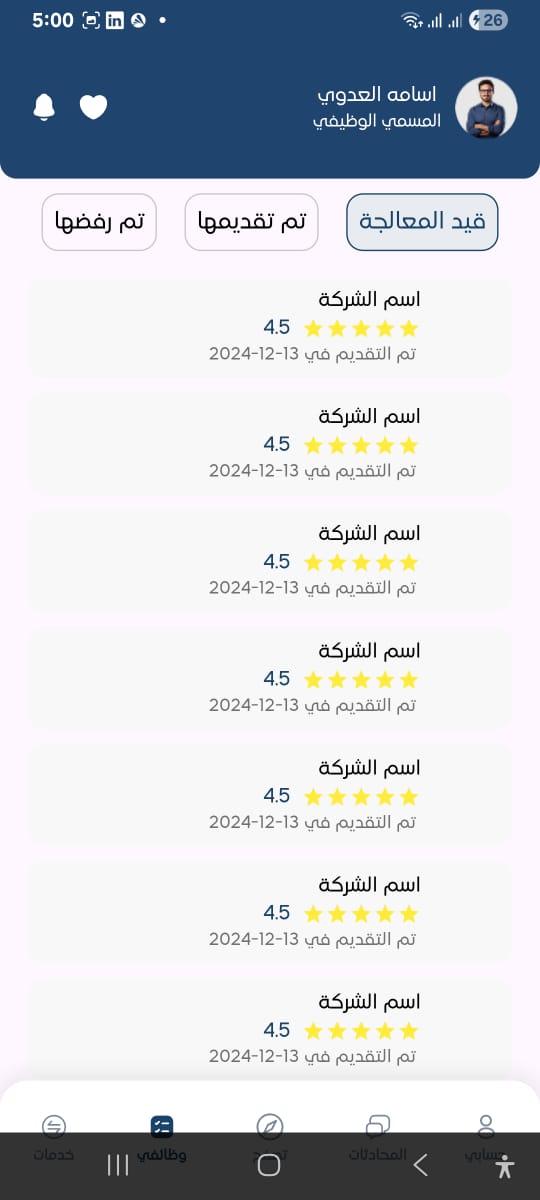 5:00
26
اسامه العدوي
المسمي الوظيفي
قيد المعالجة
تم تقديمها
تم رفضها
اسم الشركة
4.5
تم التقديم في 13-12-2024
اسم الشركة
4.5
تم التقديم في 13-12-2024
اسم الشركة
4.5
تم التقديم في 13-12-2024
اسم الشركة
4.5
تم التقديم في 13-12-2024
اسم الشركة
4.5
تم التقديم في 13-12-2024
اسم الشركة
4.5
تم التقديم في 13-12-2024
اسم الشركة
4.5
تم التقديم في 13-12-2024
حسابي
المحادثات
وظائفي
خدمات